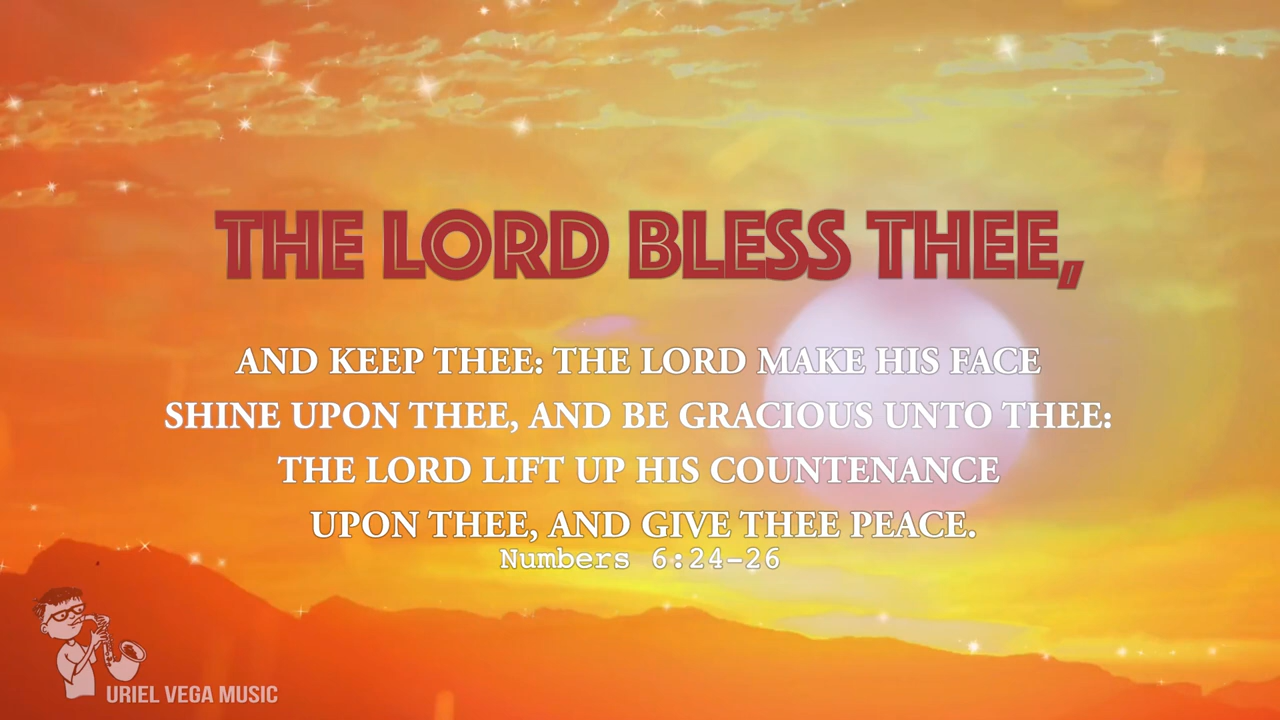 THE LORD BLESS THEE,
AND KEEP THEE: THE LORD MAKE HIS FACE
SHINE UPON THEE, AND BE GRACIOUS UNTO THEE:
THE LORD LIFT UP HIS COUNTENANCE
UPON THEE, AND GIVE THEE PEACE.
Numbers 6:24-26
URIEL VEGA MUSIC